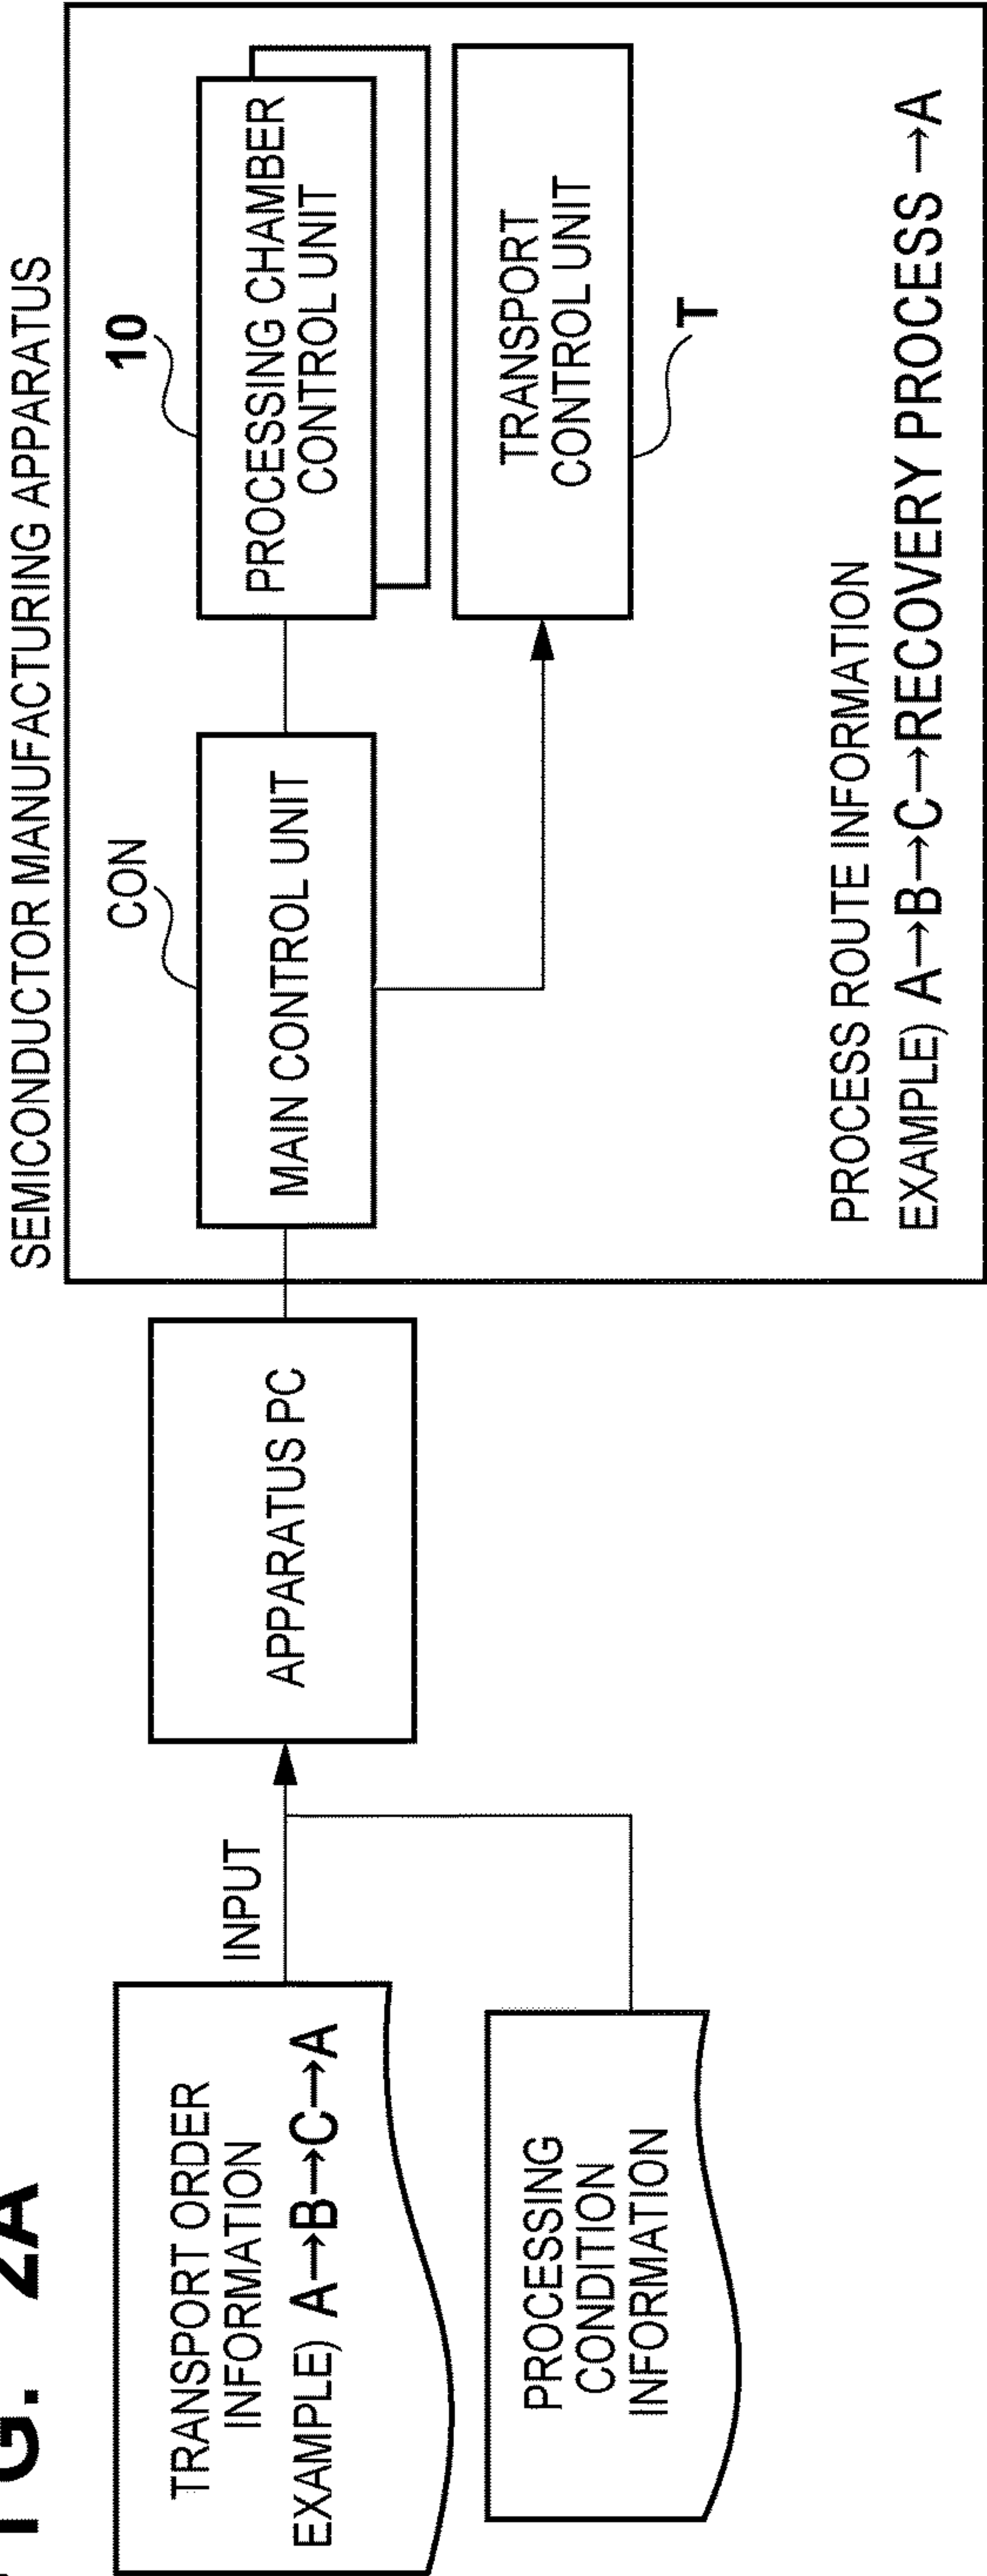 FIG. 2A
TRANSPORT ORDER
INFORMATION
EXAMPLE) A→B→C→A
PROCESSING
CONDITION
INFORMATION
INPUT
APPARATUS PC
SEMICONDUCTOR MANUFACTURING APPARATUS
CON
MAIN CONTROL UNIT
10
PROCESSING CHAMBER
CONTROL UNIT
TRANSPORT
CONTROL UNIT
T
PROCESS ROUTE INFORMATION
EXAMPLE) A→B→C→RECOVERY PROCESS →A